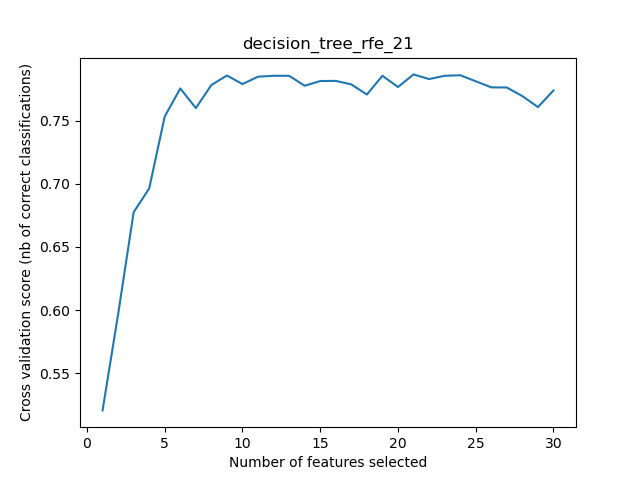 decision_tree_rfe_21
Cross validation score (nb of correct classifications)
0.75
0.70
0.65
0.60
0.55
0 5 10 15 20 25 30
Number of features selected